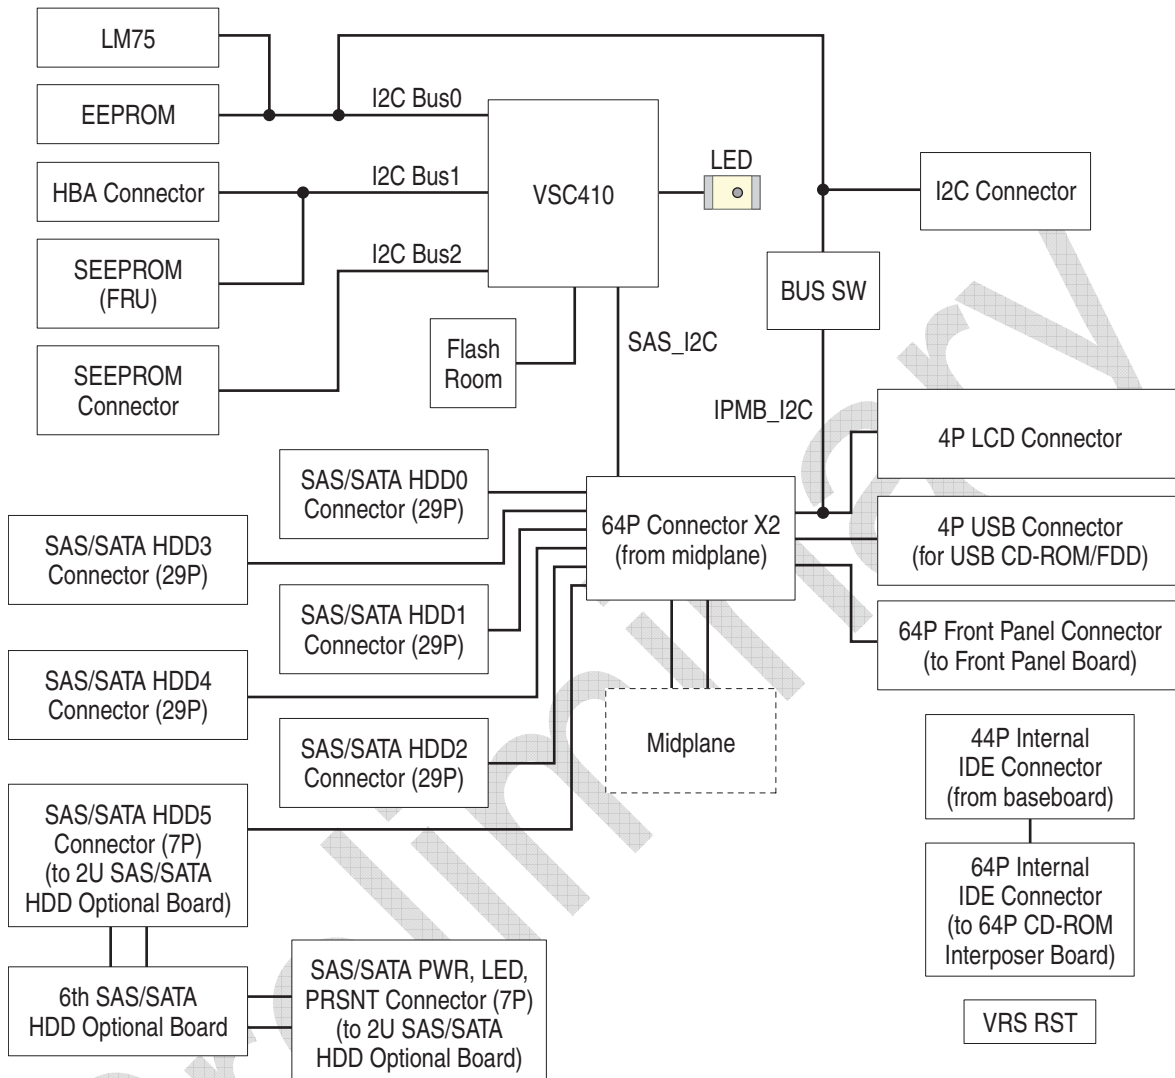 LM75
EEPROM
HBA Connector
SEEPROM
(FRU)
SEEPROM
Connector
I2C Bus0
I2C Bus1
I2C Bus2
VSC410
LED
I2C Connector
BUS SW
Flash
Room
SAS_I2C
IPMB_I2C
4P LCD Connector
SAS/SATA HDD0
Connector (29P)
64P Connector X2
(from midplane)
4P USB Connector
(for USB CD-ROM/FDD)
SAS/SATA HDD3
Connector (29P)
SAS/SATA HDD1
Connector (29P)
64P Front Panel Connector
(to Front Panel Board)
SAS/SATA HDD4
Connector (29P)
SAS/SATA HDD2
Connector (29P)
Midplane
44P Internal
IDE Connector
(from baseboard)
SAS/SATA HDD5
Connector (7P)
(to 2U SAS/SATA
HDD Optional Board)
64P Internal
IDE Connector
(to 64P CD-ROM
Interposer Board)
6th SAS/SATA
HDD Optional Board
SAS/SATA PWR, LED,
PRSNT Connector (7P)
(to 2U SAS/SATA
HDD Optional Board)
VRS RST
Preliminary